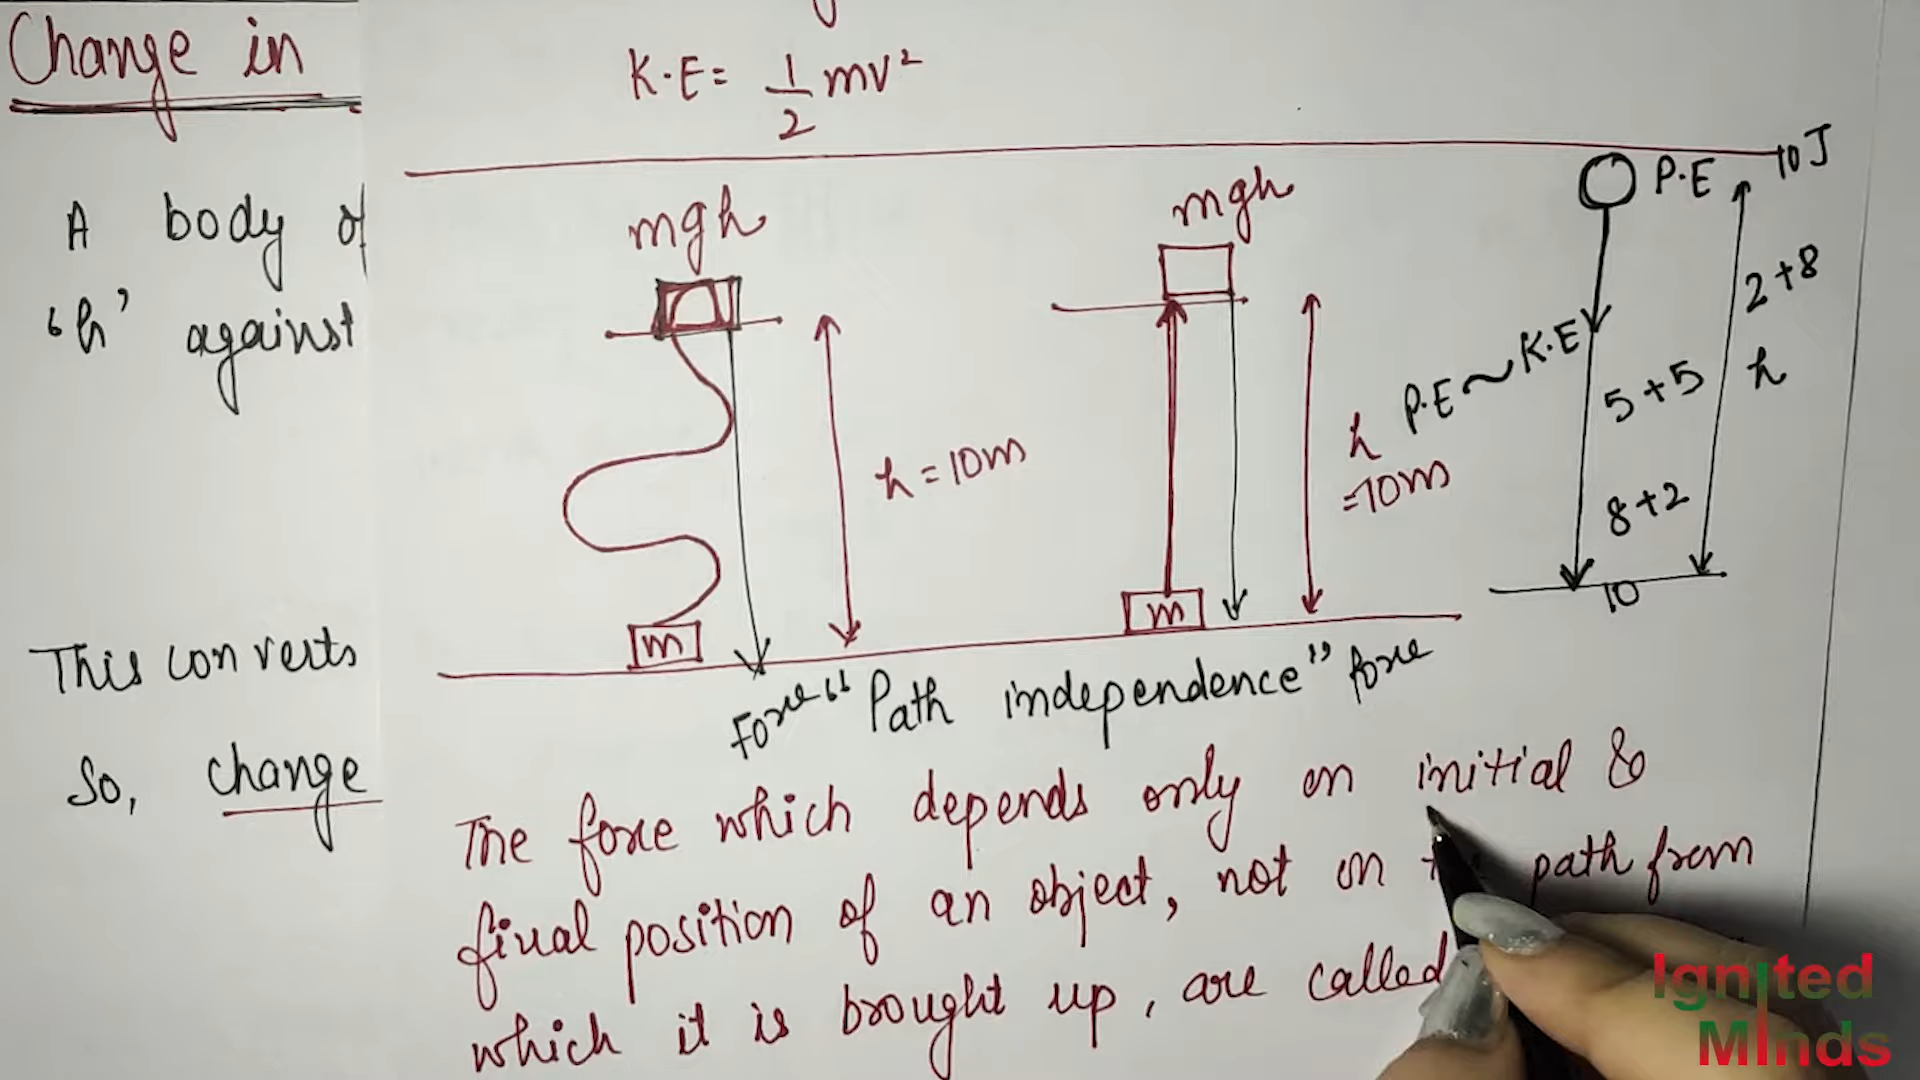 Change in
A body of
"h" against
This converts
So, change
K.E = 1/2 mv²
mgh
h = 10m
m
mgh
h
= 10m
m
P.E
10J
P.E ~ K.E
2+8
h
5+5
8+2
10
Force "Path independence" force
The force which depends only on initial &
final position of an object, not on path from
which it is brought up, are called
Ignited
Minds